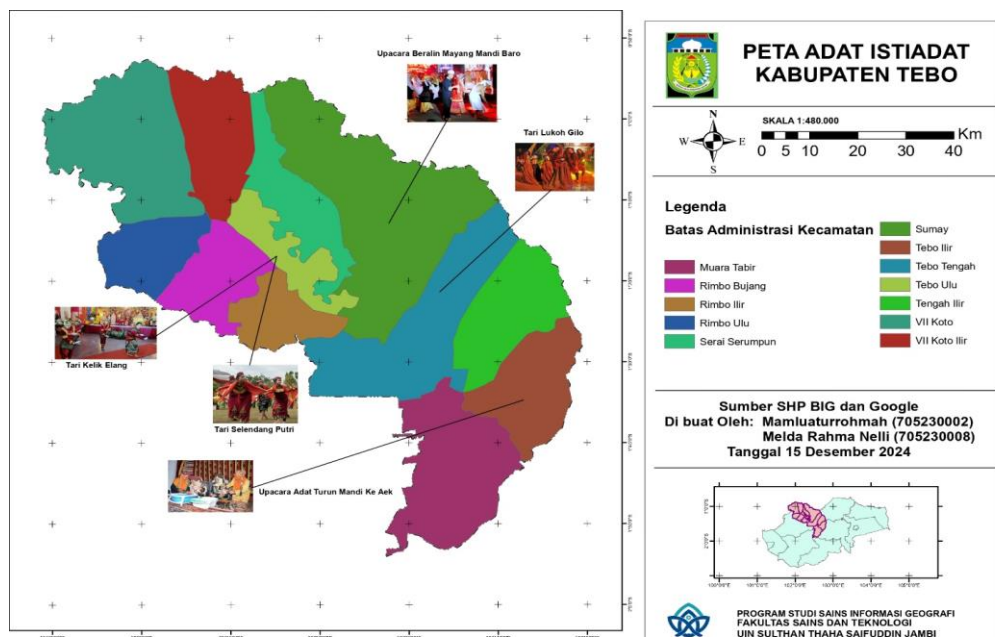 Upacara Beralin Mayang Mandi Baro
Tari Lukoh Gilo
Tari Kelik Elang
Tari Selendang Putri
Upacara Adat Turun Mandi Ke Aek
PETA ADAT ISTIADAT
KABUPATEN TEBO
SKALA 1:480.000
N
W
E
S
0 5 10 20 30 40 Km
Legenda
Batas Administrasi Kecamatan
Muara Tabir
Rimbo Bujang
Rimbo Ilir
Rimbo Ulu
Serai Serumpun
Sumay
Tebo Ilir
Tebo Tengah
Tebo Ulu
Tengah Ilir
VII Koto
VII Koto Ilir
Sumber SHP BIG dan Google
Di buat Oleh: Mamluaturrohmah (705230002)
Melda Rahma Nelli (705230008)
Tanggal 15 Desember 2024
PROGRAM STUDI SAINS INFORMASI GEOGRAFI
FAKULTAS SAINS DAN TEKNOLOGI
UIN SULTHAN THAHA SAIFUDDIN JAMBI